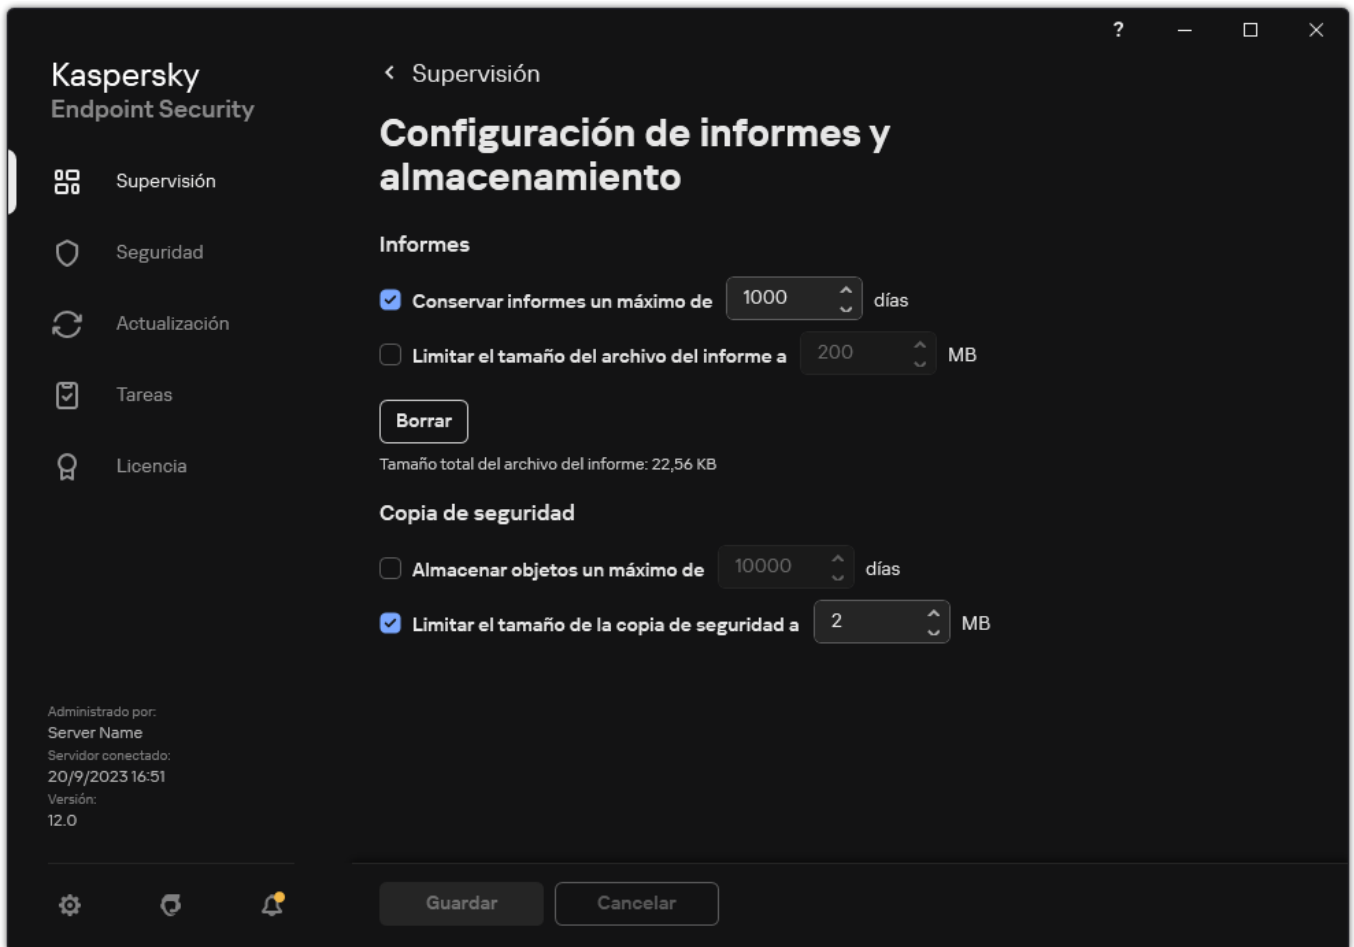 ?
Kaspersky
Endpoint Security
Supervisión
Seguridad
Actualización
Tareas
Licencia
Administrado por:
Server Name
Servidor conectado:
20/9/2023 16:51
Versión:
12.0
Supervisión
Configuración de informes y
almacenamiento
Informes
Conservar informes un máximo de 1000 días
Limitar el tamaño del archivo del informe a 200 MB
Borrar
Tamaño total del archivo del informe: 22,56 KB
Copia de seguridad
Almacenar objetos un máximo de 10000 días
Limitar el tamaño de la copia de seguridad a 2 MB
Guardar Cancelar